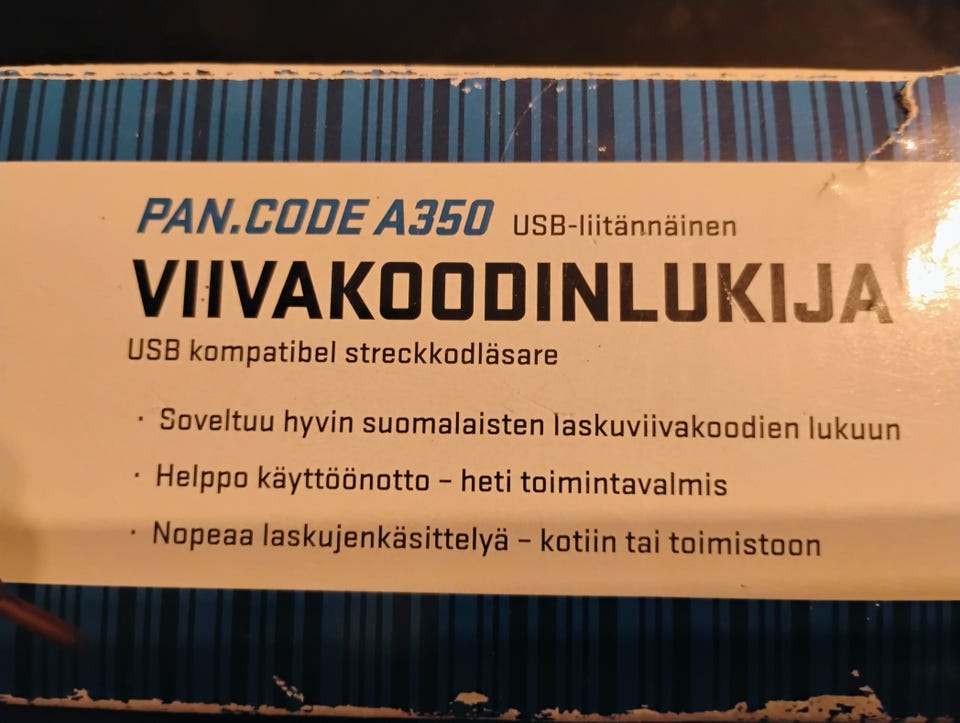 PAN.CODE A350 USB-liitännäinen
VIIVAKOODINLUKIJA
USB kompatibel streckkodläsare
· Soveltuu hyvin suomalaisten laskuviivakoodien lukuun
· Helppo käyttöönotto – heti toimintavalmis
· Nopeaa laskujenkäsittelyä – kotiin tai toimistoon